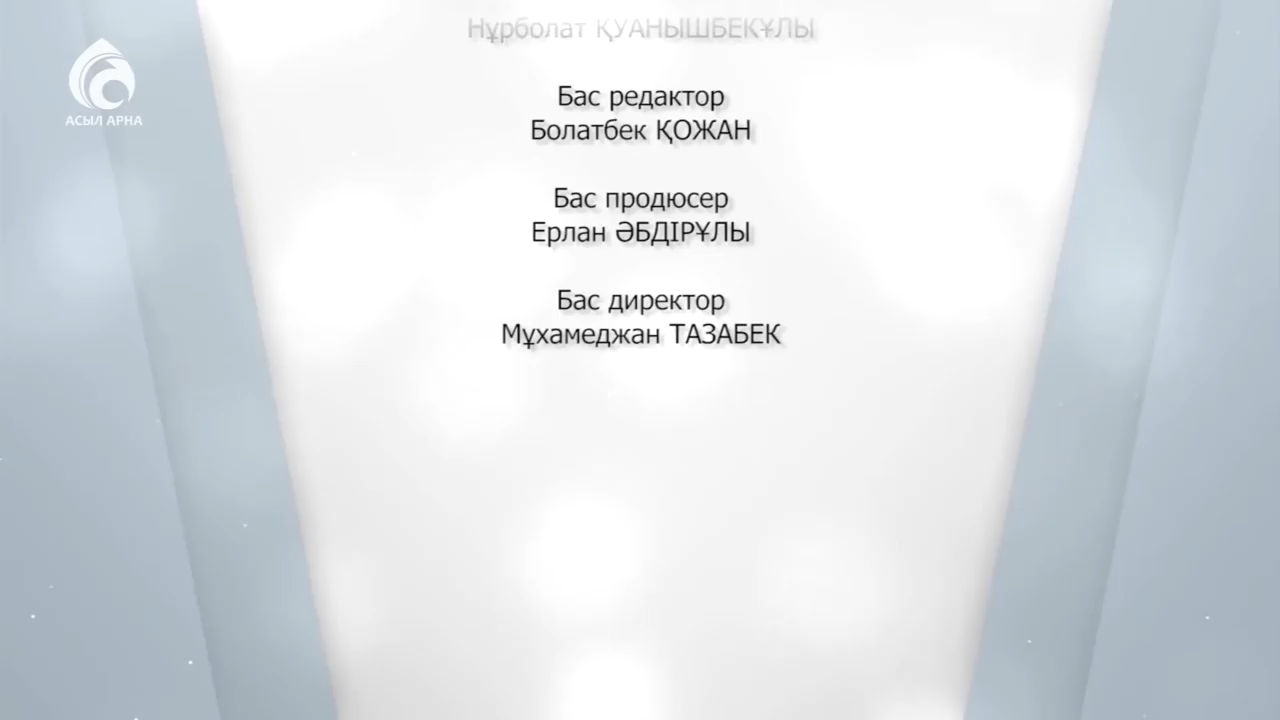 Нұрболат ҚУАНЫШБЕКҰЛЫ
АСЫЛ АРНА
Бас редактор
Болатбек ҚОЖАН
Бас продюсер
Ерлан ӘБДІРҰЛЫ
Бас директор
Мұхамеджан ТАЗАБЕК